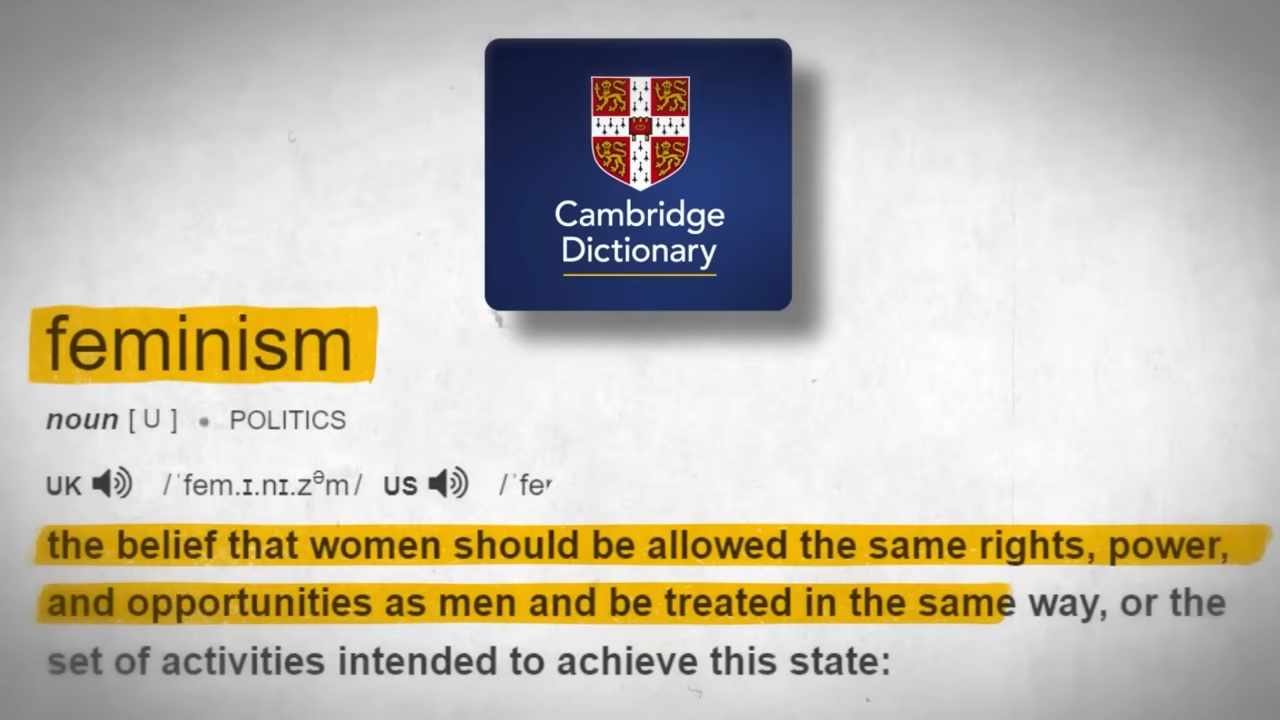 Cambridge
Dictionary
feminism
noun [ U ] • POLITICS
UK /ˈfem.ɪ.nɪ.zᵊm/ US /ˈfe
the belief that women should be allowed the same rights, power,
and opportunities as men and be treated in the same way, or the
set of activities intended to achieve this state: